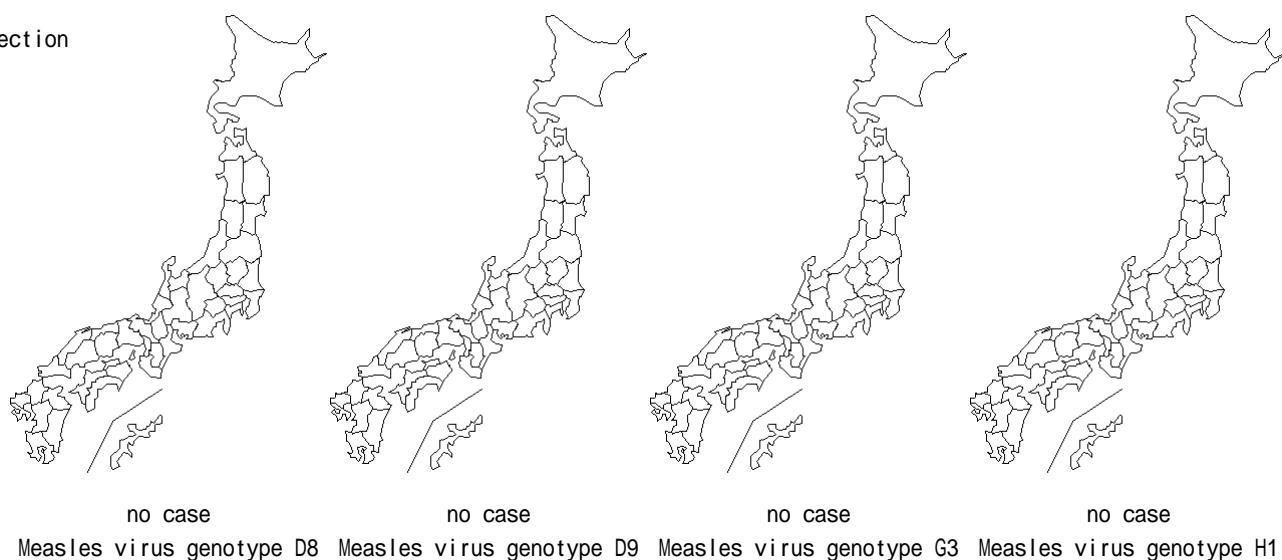 ection
no case
no case
no case
no case
Measles virus genotype D8
Measles virus genotype D9
Measles virus genotype G3
Measles virus genotype H1